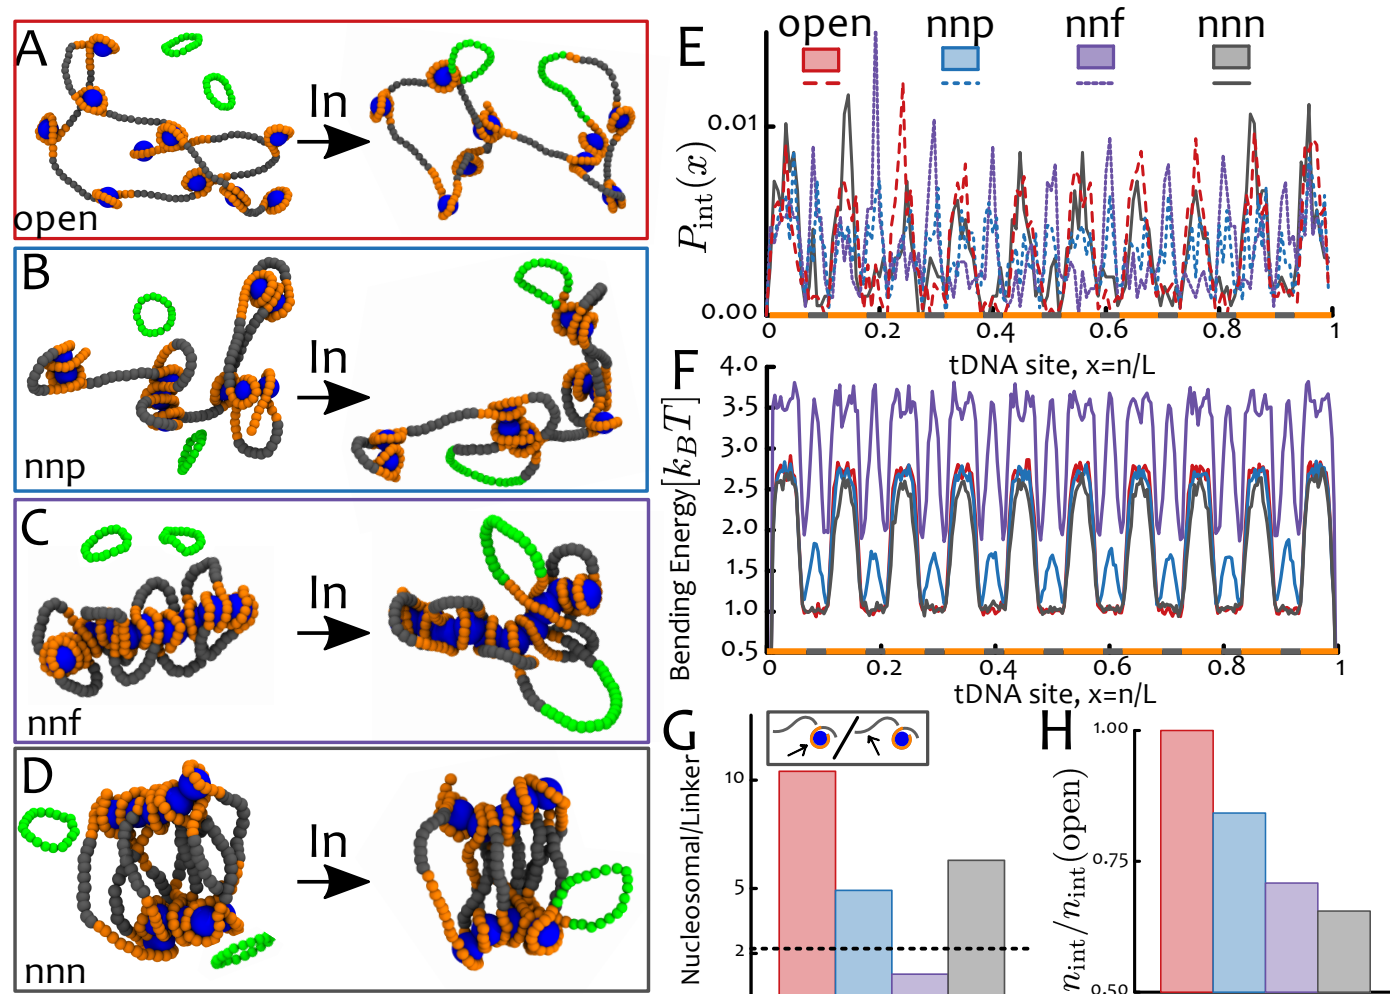 A
In
open
B
In
nnp
C
In
nnf
D
In
nnn
E
open nnp nnf nnn
P_int(x)
0.01
0.00
0 0.2 0.4 0.6 0.8 1
tDNA site, x=n/L
F
Bending Energy[k_BT]
4.0
3.5
3.0
2.5
2.0
1.5
1.0
0.5
0 0.2 0.4 0.6 0.8 1
tDNA site, x=n/L
G
Nucleosomal/Linker
10
5
2
H
n_int/n_int(open)
1.00
0.75
0.50